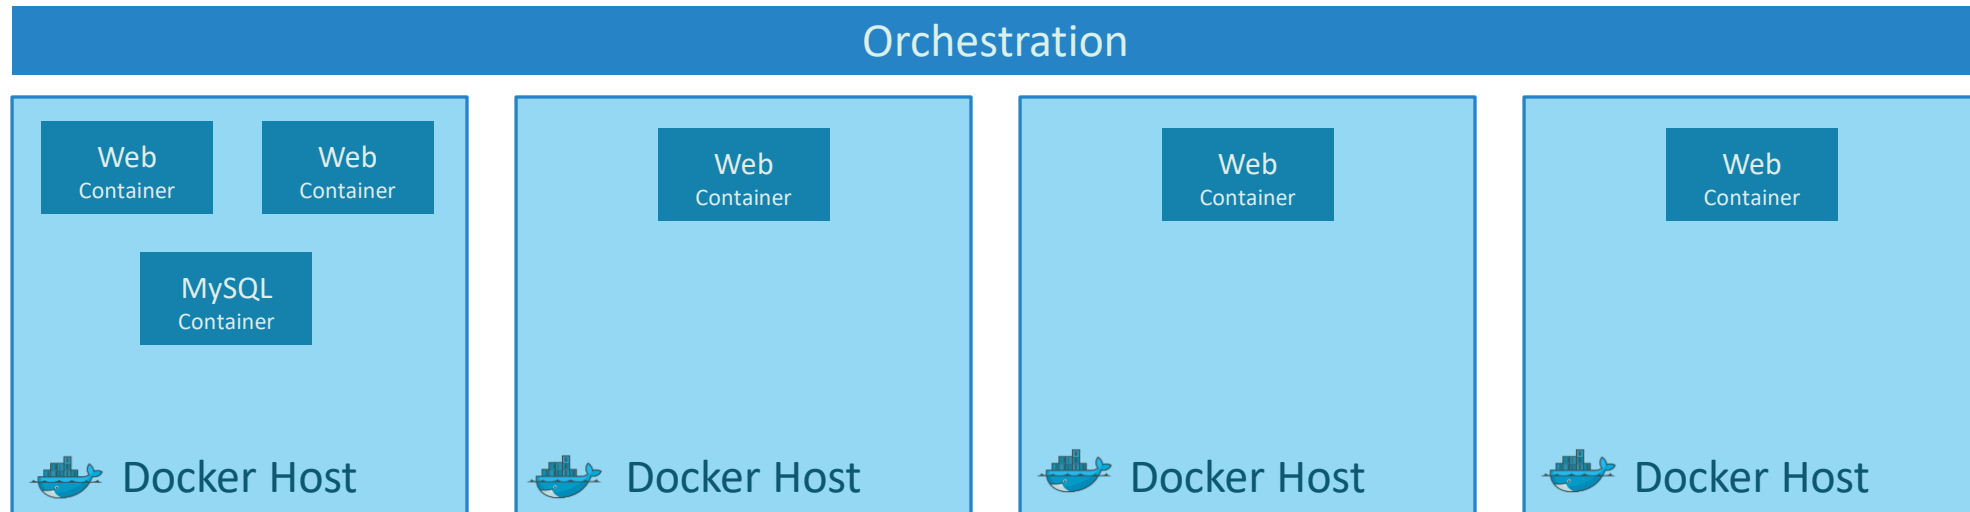 Orchestration
Web
Container
Web
Container
MySQL
Container
Docker Host
Web
Container
Docker Host
Web
Container
Docker Host
Web
Container
Docker Host